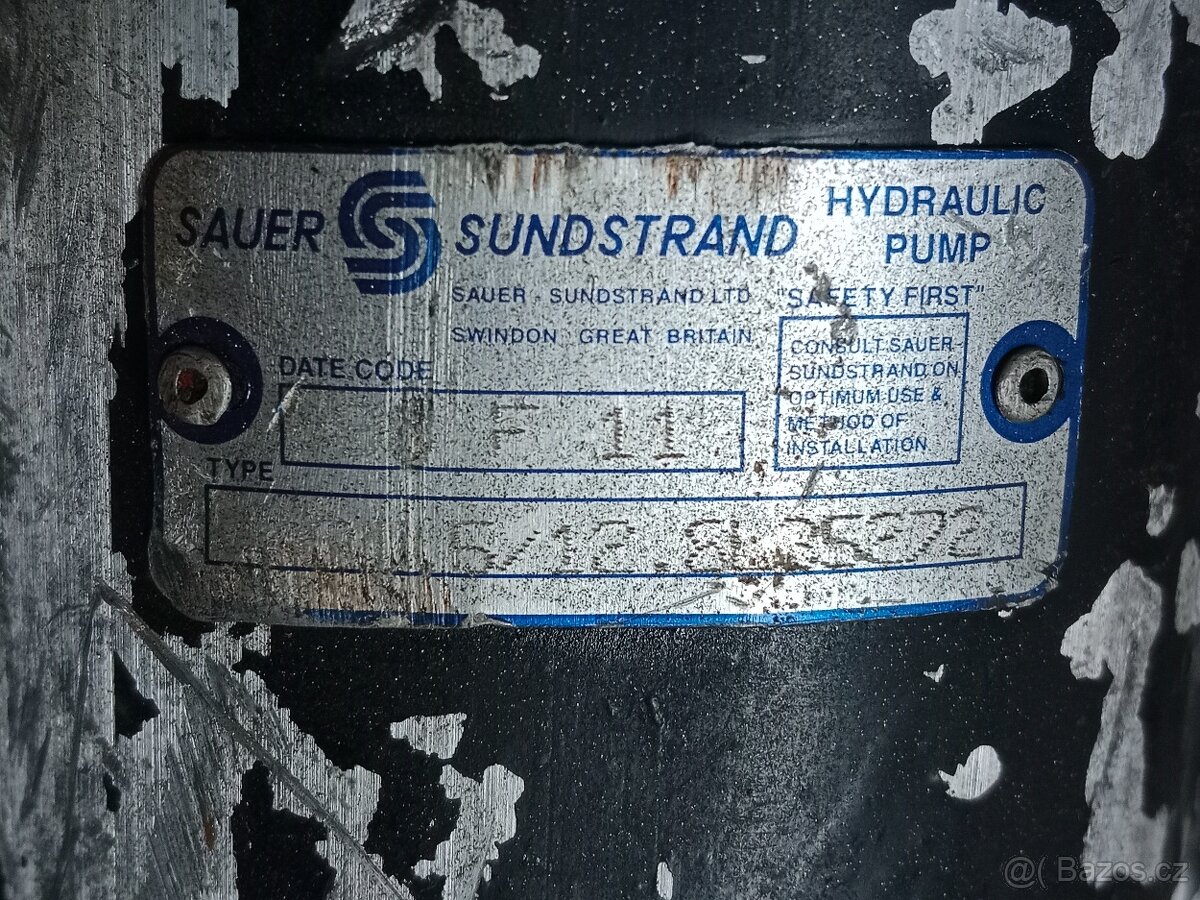 SAUER SUNDSTRAND
HYDRAULIC
PUMP
SAUER - SUNDSTRAND LTD
SWINDON GREAT BRITAIN
"SAFETY FIRST"
CONSULT SAUER-
SUNDSTRAND ON
OPTIMUM USE &
METHOD OF
INSTALLATION
DATE CODE
F 11
TYPE
@( Bazos.cz